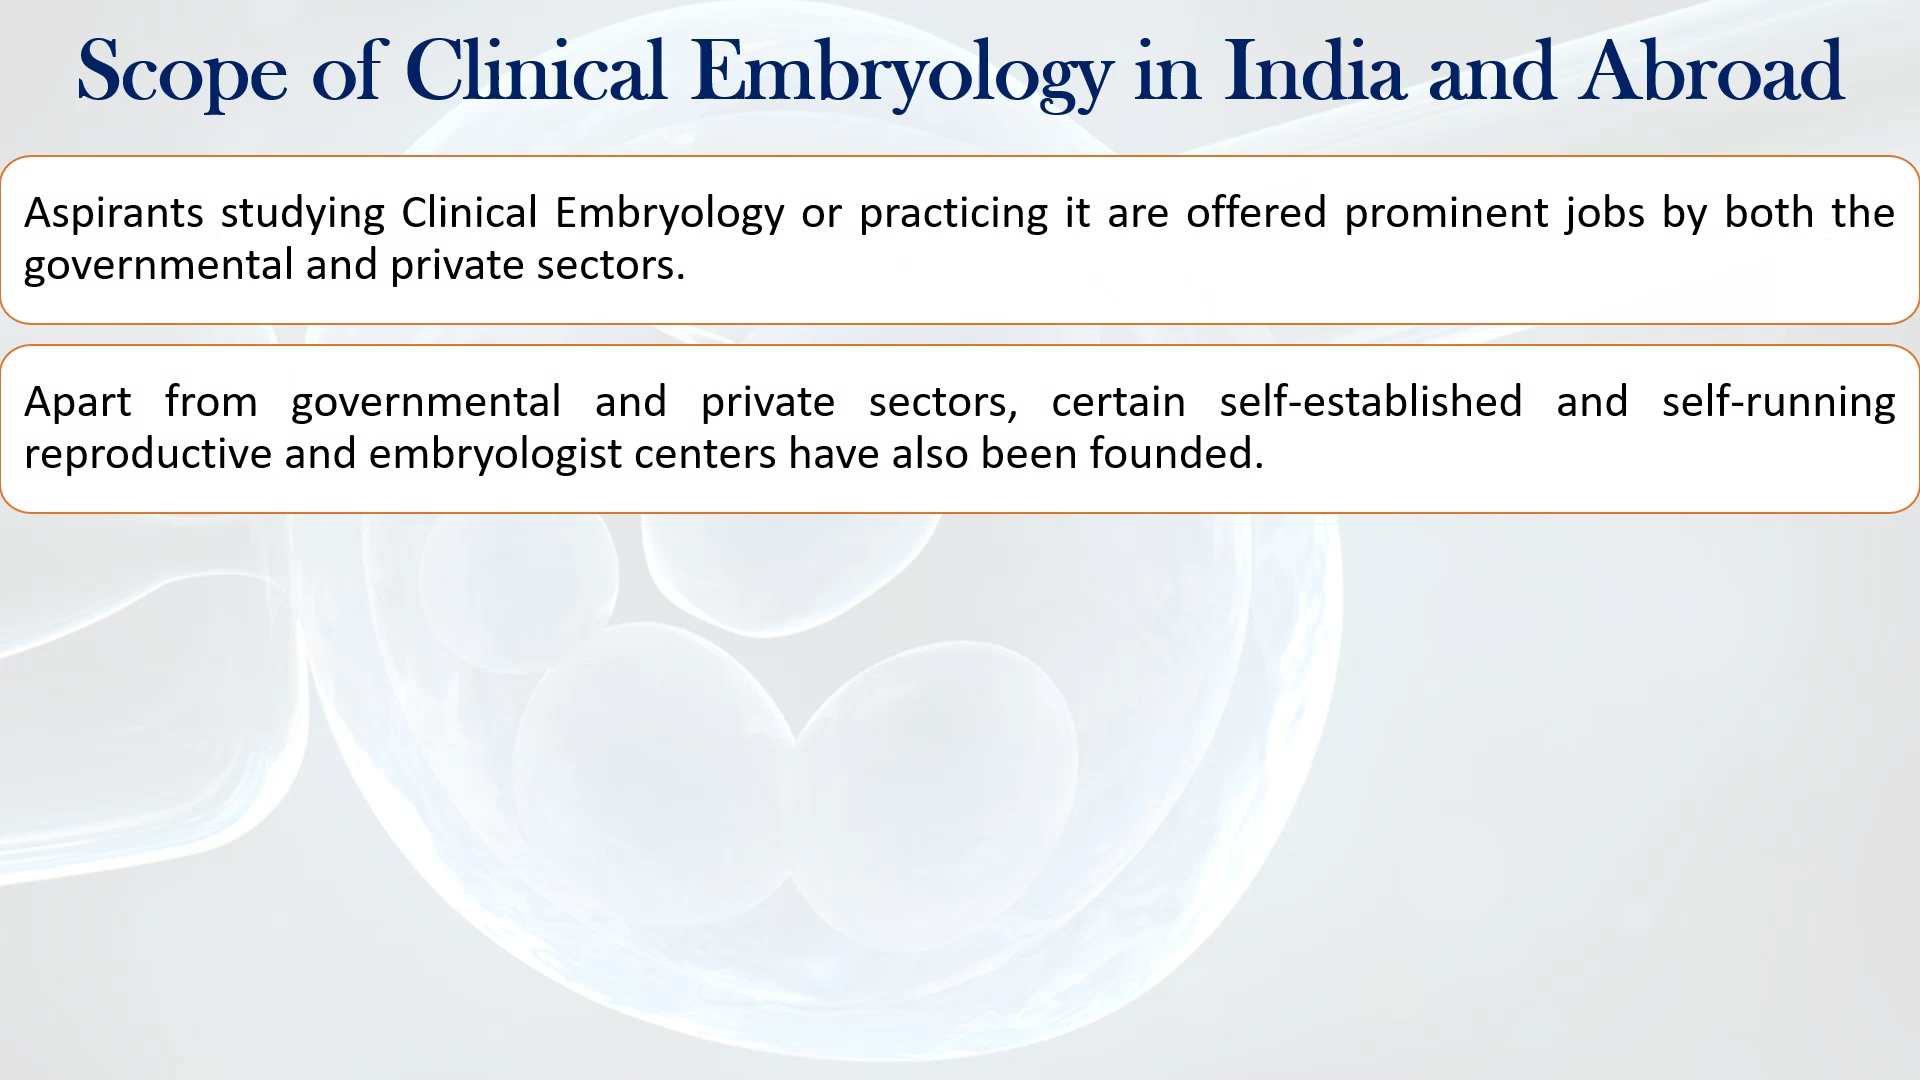 Scope of Clinical Embryology in India and Abroad
Aspirants studying Clinical Embryology or practicing it are offered prominent jobs by both the
governmental and private sectors.
Apart from governmental and private sectors, certain self-established and self-running
reproductive and embryologist centers have also been founded.